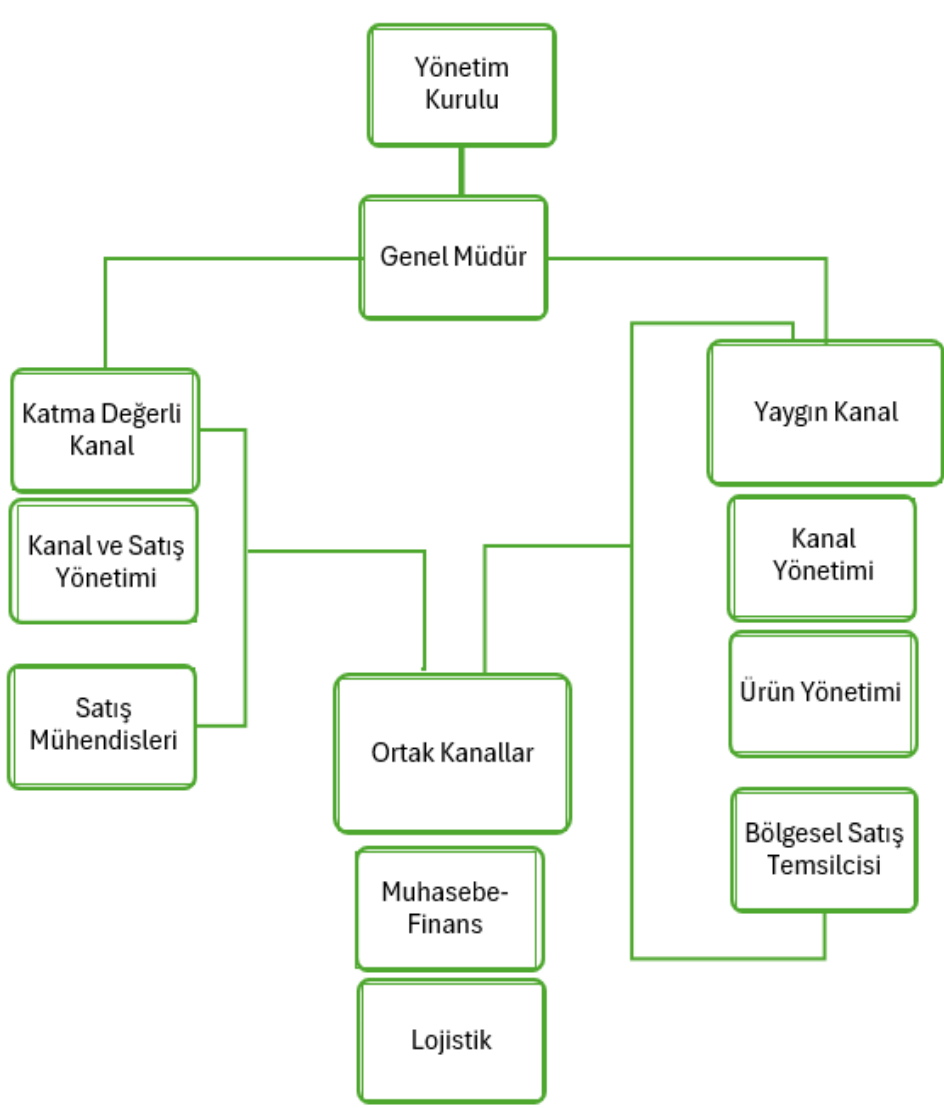 Yönetim
Kurulu
Genel Müdür
Katma Değerli
Kanal
Kanal ve Satış
Yönetimi
Satış
Mühendisleri
Ortak Kanallar
Muhasebe-
Finans
Lojistik
Yaygın Kanal
Kanal
Yönetimi
Ürün Yönetimi
Bölgesel Satış
Temsilcisi